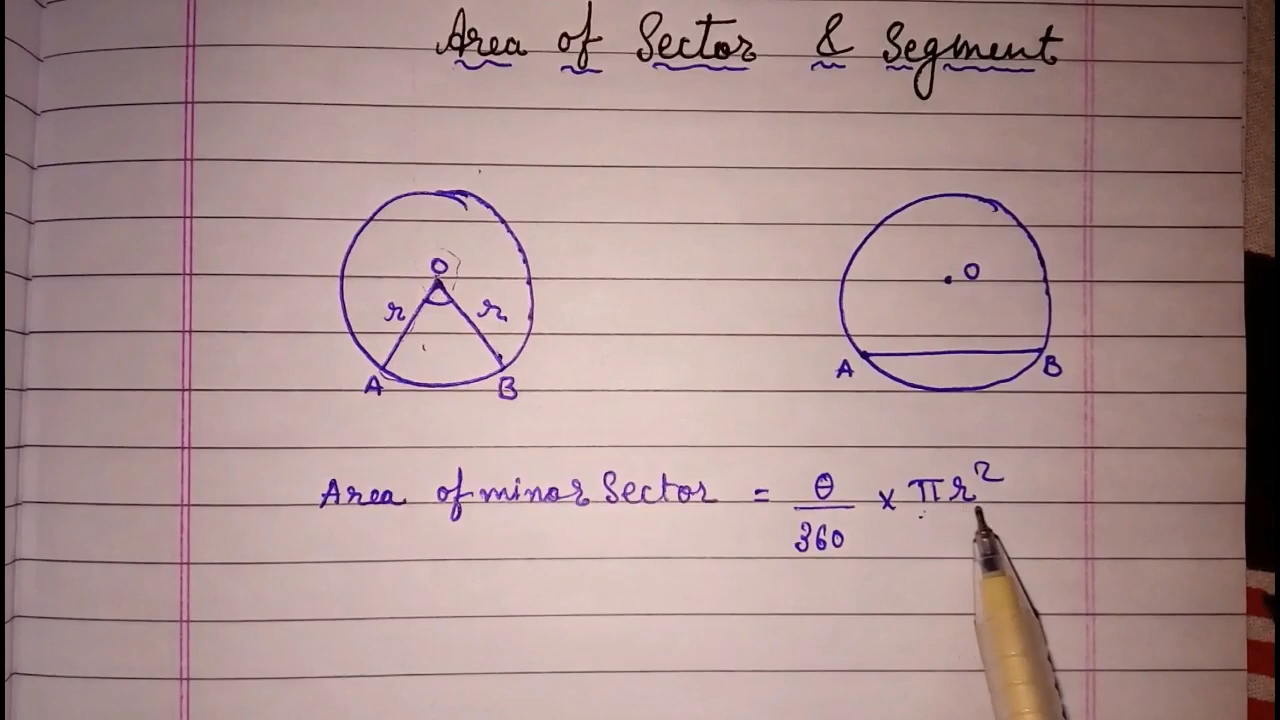 Area of Sector & Segment
O
r r
A B
O
A B
Area of minor Sector = θ/360 × πr²